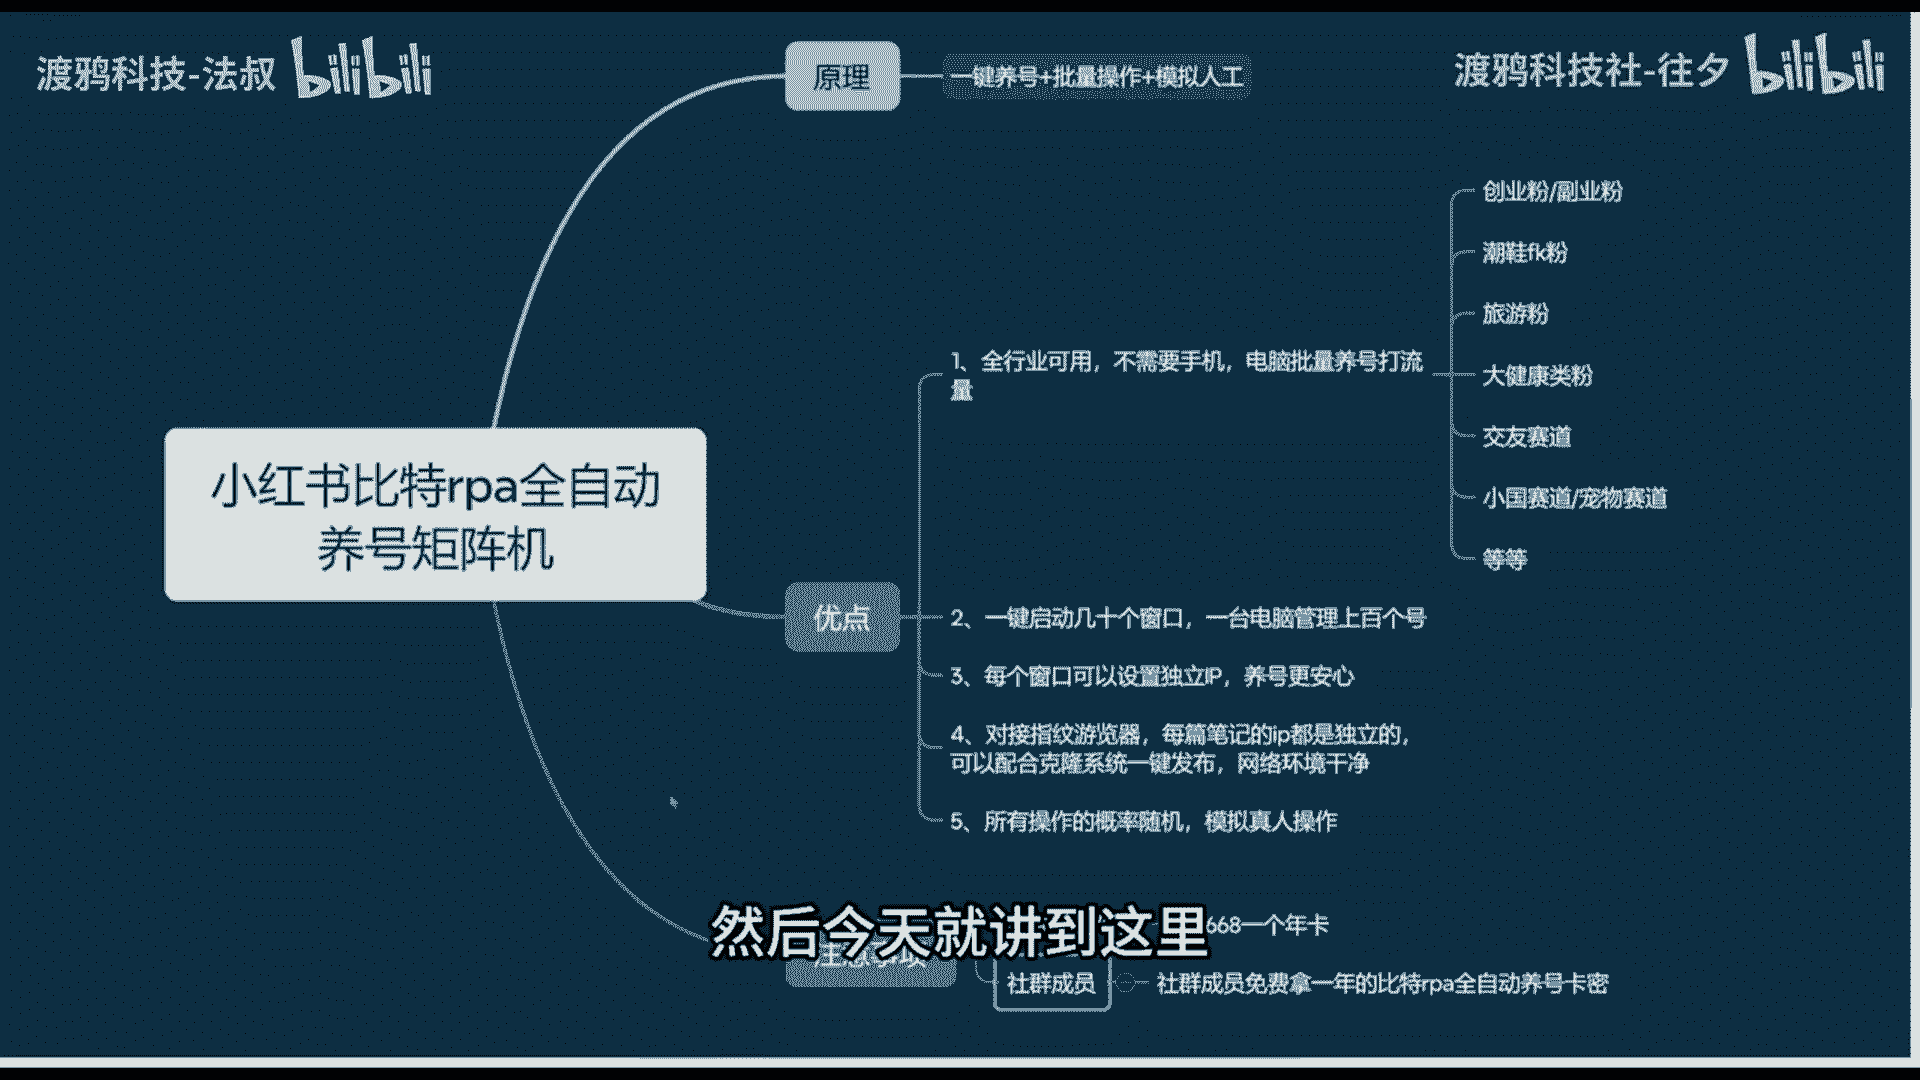 渡鸦科技-法叔 bilibili
渡鸦科技社-往夕 bilibili
原理
一键养号+批量操作+模拟人工
创业粉/副业粉
潮鞋fk粉
旅游粉
1、全行业可用，不需要手机，电脑批量养号打流
量
大健康类粉
交友赛道
小国赛道/宠物赛道
等等
小红书比特rpa全自动
养号矩阵机
优点
2、一键启动几十个窗口，一台电脑管理上百个号
3、每个窗口可以设置独立IP，养号更安心
4、对接指纹游览器，每篇笔记的ip都是独立的，
可以配合克隆系统一键发布，网络环境干净
5、所有操作的概率随机，模拟真人操作
668一个年卡
然后今天就讲到这里
注意事项
社群成员
社群成员免费拿一年的比特rpa全自动养号卡密